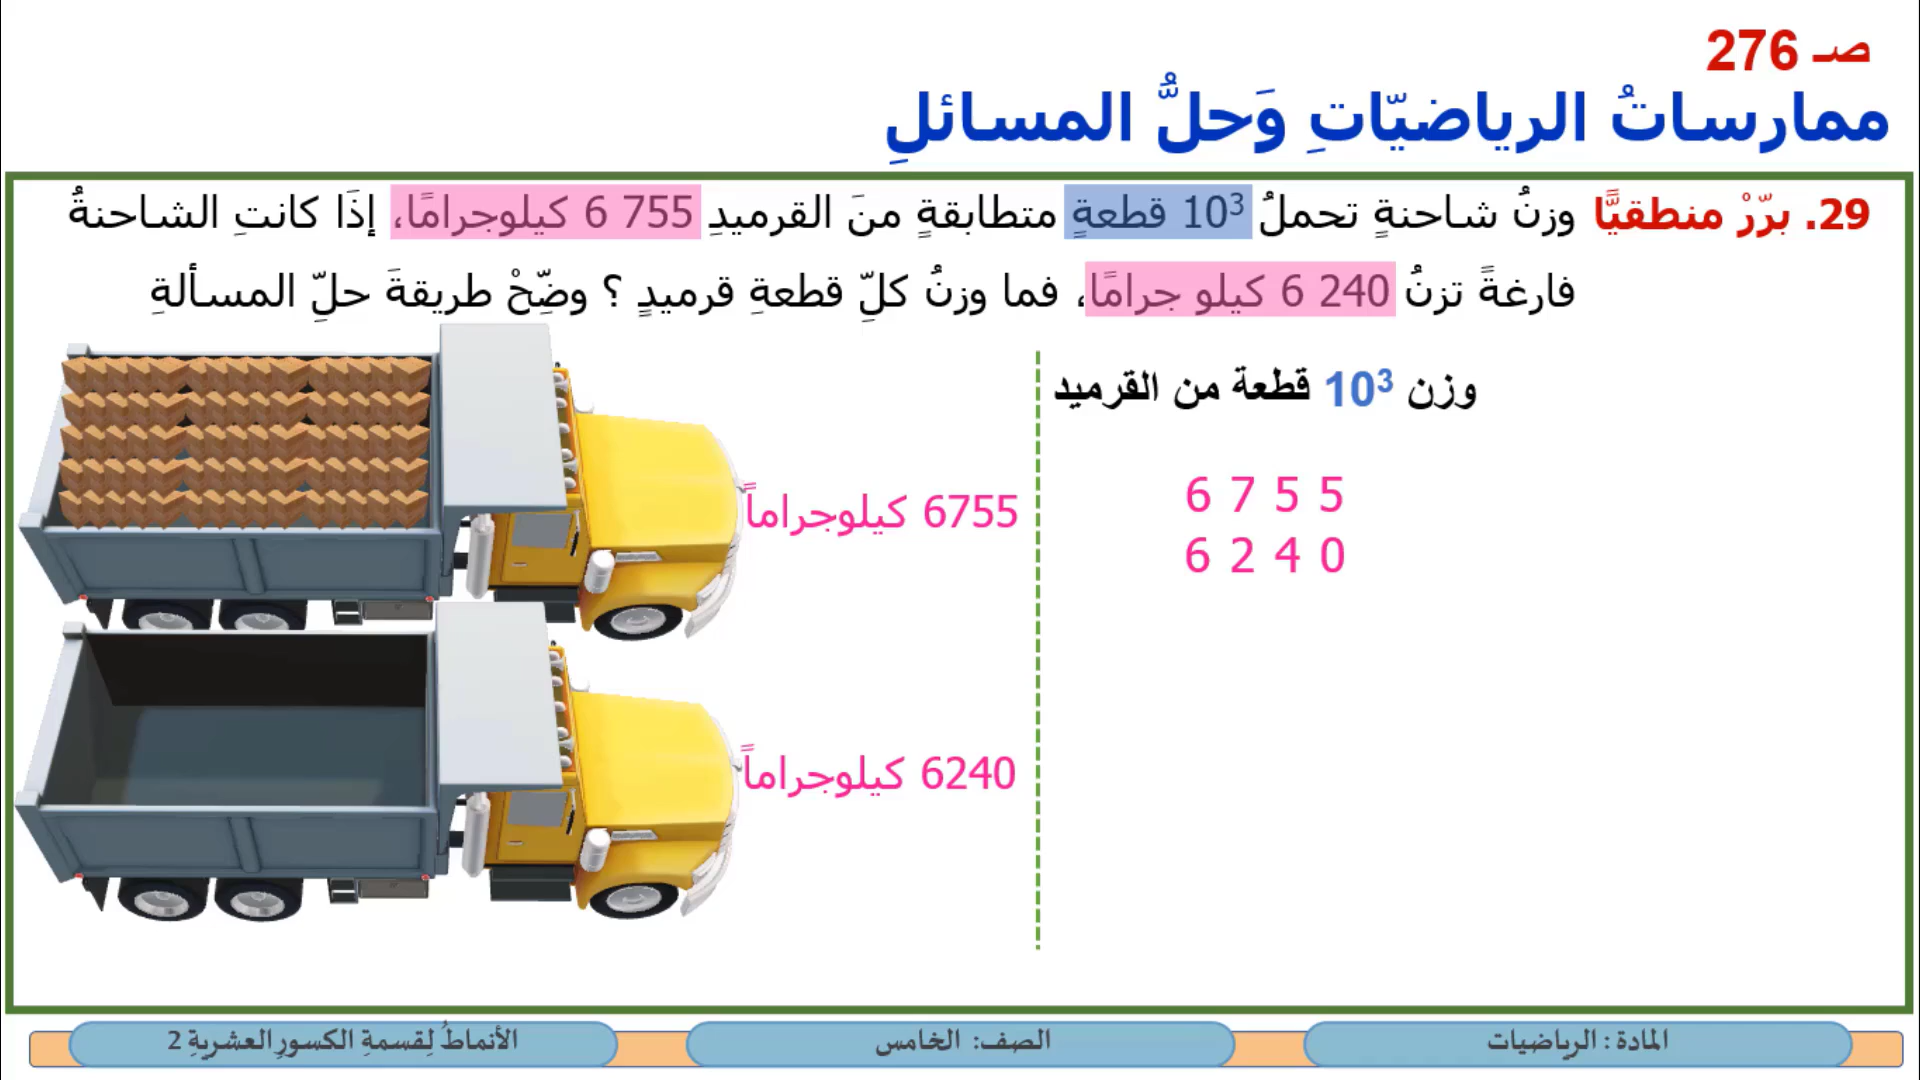 صـ 276
ممارساتُ الرياضيّاتِ وَحلُّ المسائلِ
29. برّرْ منطقيًّا وزنُ شاحنةٍ تحملُ 10³ قطعةٍ متطابقةٍ منَ القرميدِ 755 6 كيلوجرامًا، إذَا كانتِ الشاحنةُ
فارغةً تزنُ 240 6 كيلو جرامًا، فما وزنُ كلّ قطعةِ قرميدٍ ؟ وضِّحْ طريقةَ حلِّ المسألةِ
وزن 10³ قطعة من القرميد
6 7 5 5
6755 كيلوجراماً
6 2 4 0
6240 كيلوجراماً
المادة : الرياضيات
الصف: الخامس
الأنماطُ لِقسمةِ الكسورِ العشريةِ 2